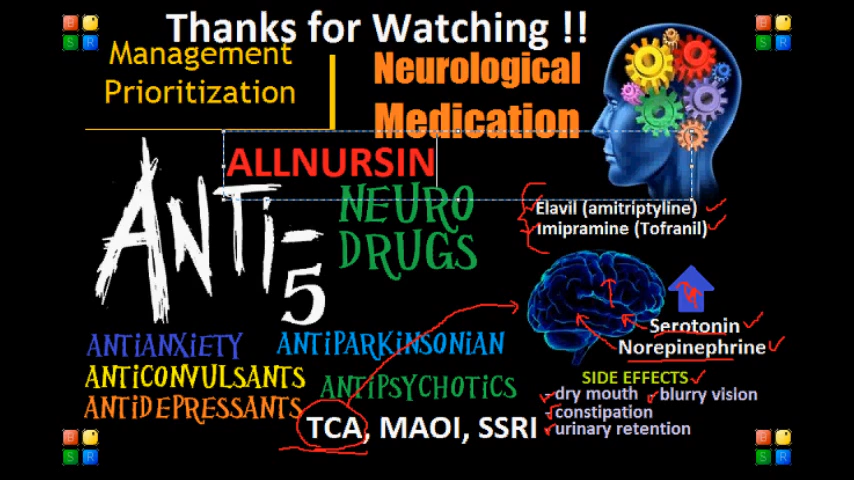 Thanks for Watching !!
Management
Prioritization
Neurological
Medication
ALLNURSIN
ANTi-5
NEURO
DRUGS
Elavil (amitriptyline)
Imipramine (Tofranil)
Serotonin
Norepinephrine
ANTiANXiETY
ANTiPARKiNSONiAN
ANTiCONVULSANTS
ANTiPSYCHOTiCS
ANTiDEPRESSANTS
TCA, MAOI, SSRI
SIDE EFFECTS
dry mouth
blurry vision
-constipation
urinary retention
B
S R
B
S R
B
S R
B
S R